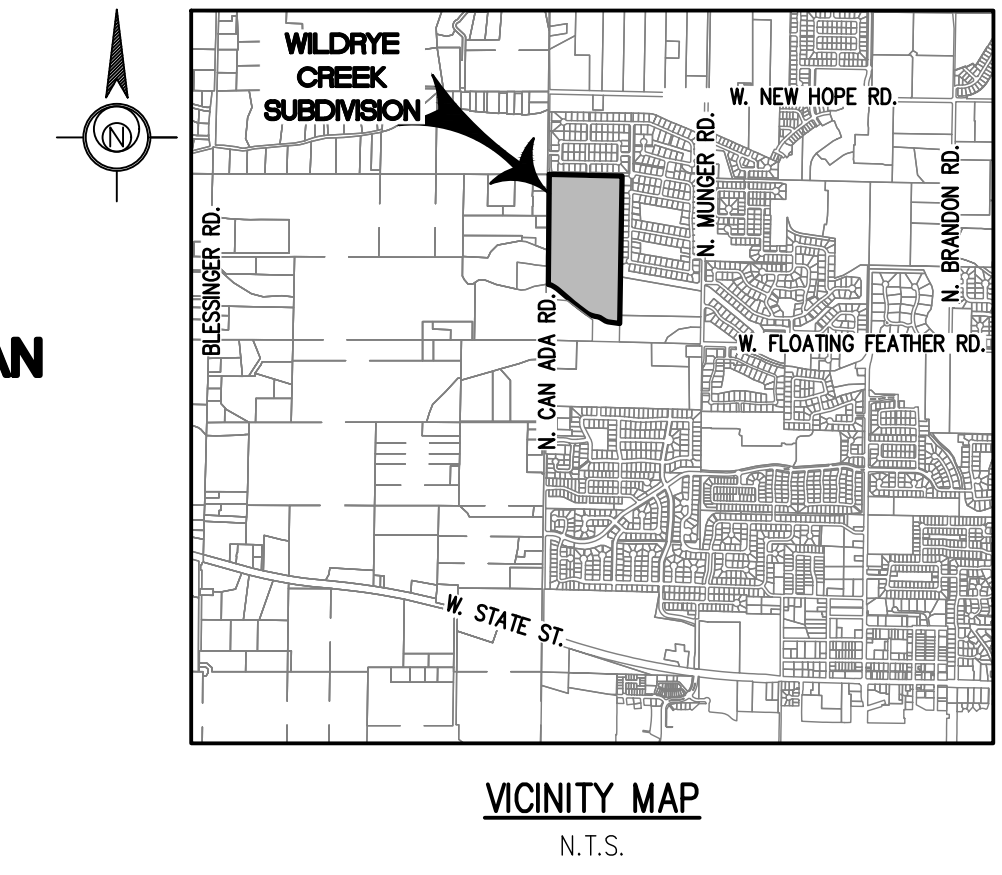 WILDRYE
CREEK
SUBDIVISION
W. NEW HOPE RD.
N. MUNGER RD.
N. BRANDON RD.
BLESSINGER RD.
N. CAN ADA RD.
W. FLOATING FEATHER RD.
W. STATE ST.
N
AN
VICINITY MAP
N.T.S.